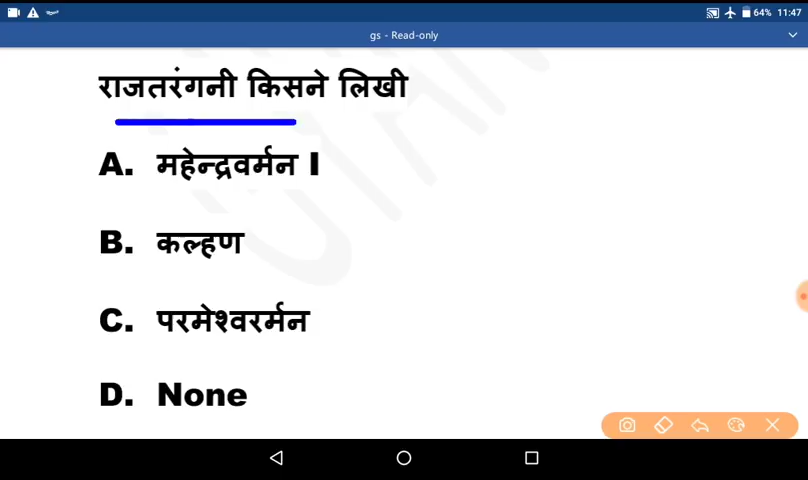 64% 11:47
gs - Read-only
राजतरंगनी किसने लिखी
A. महेन्द्रवर्मन I
B. कल्हण
C. परमेश्वरर्मन
D. None